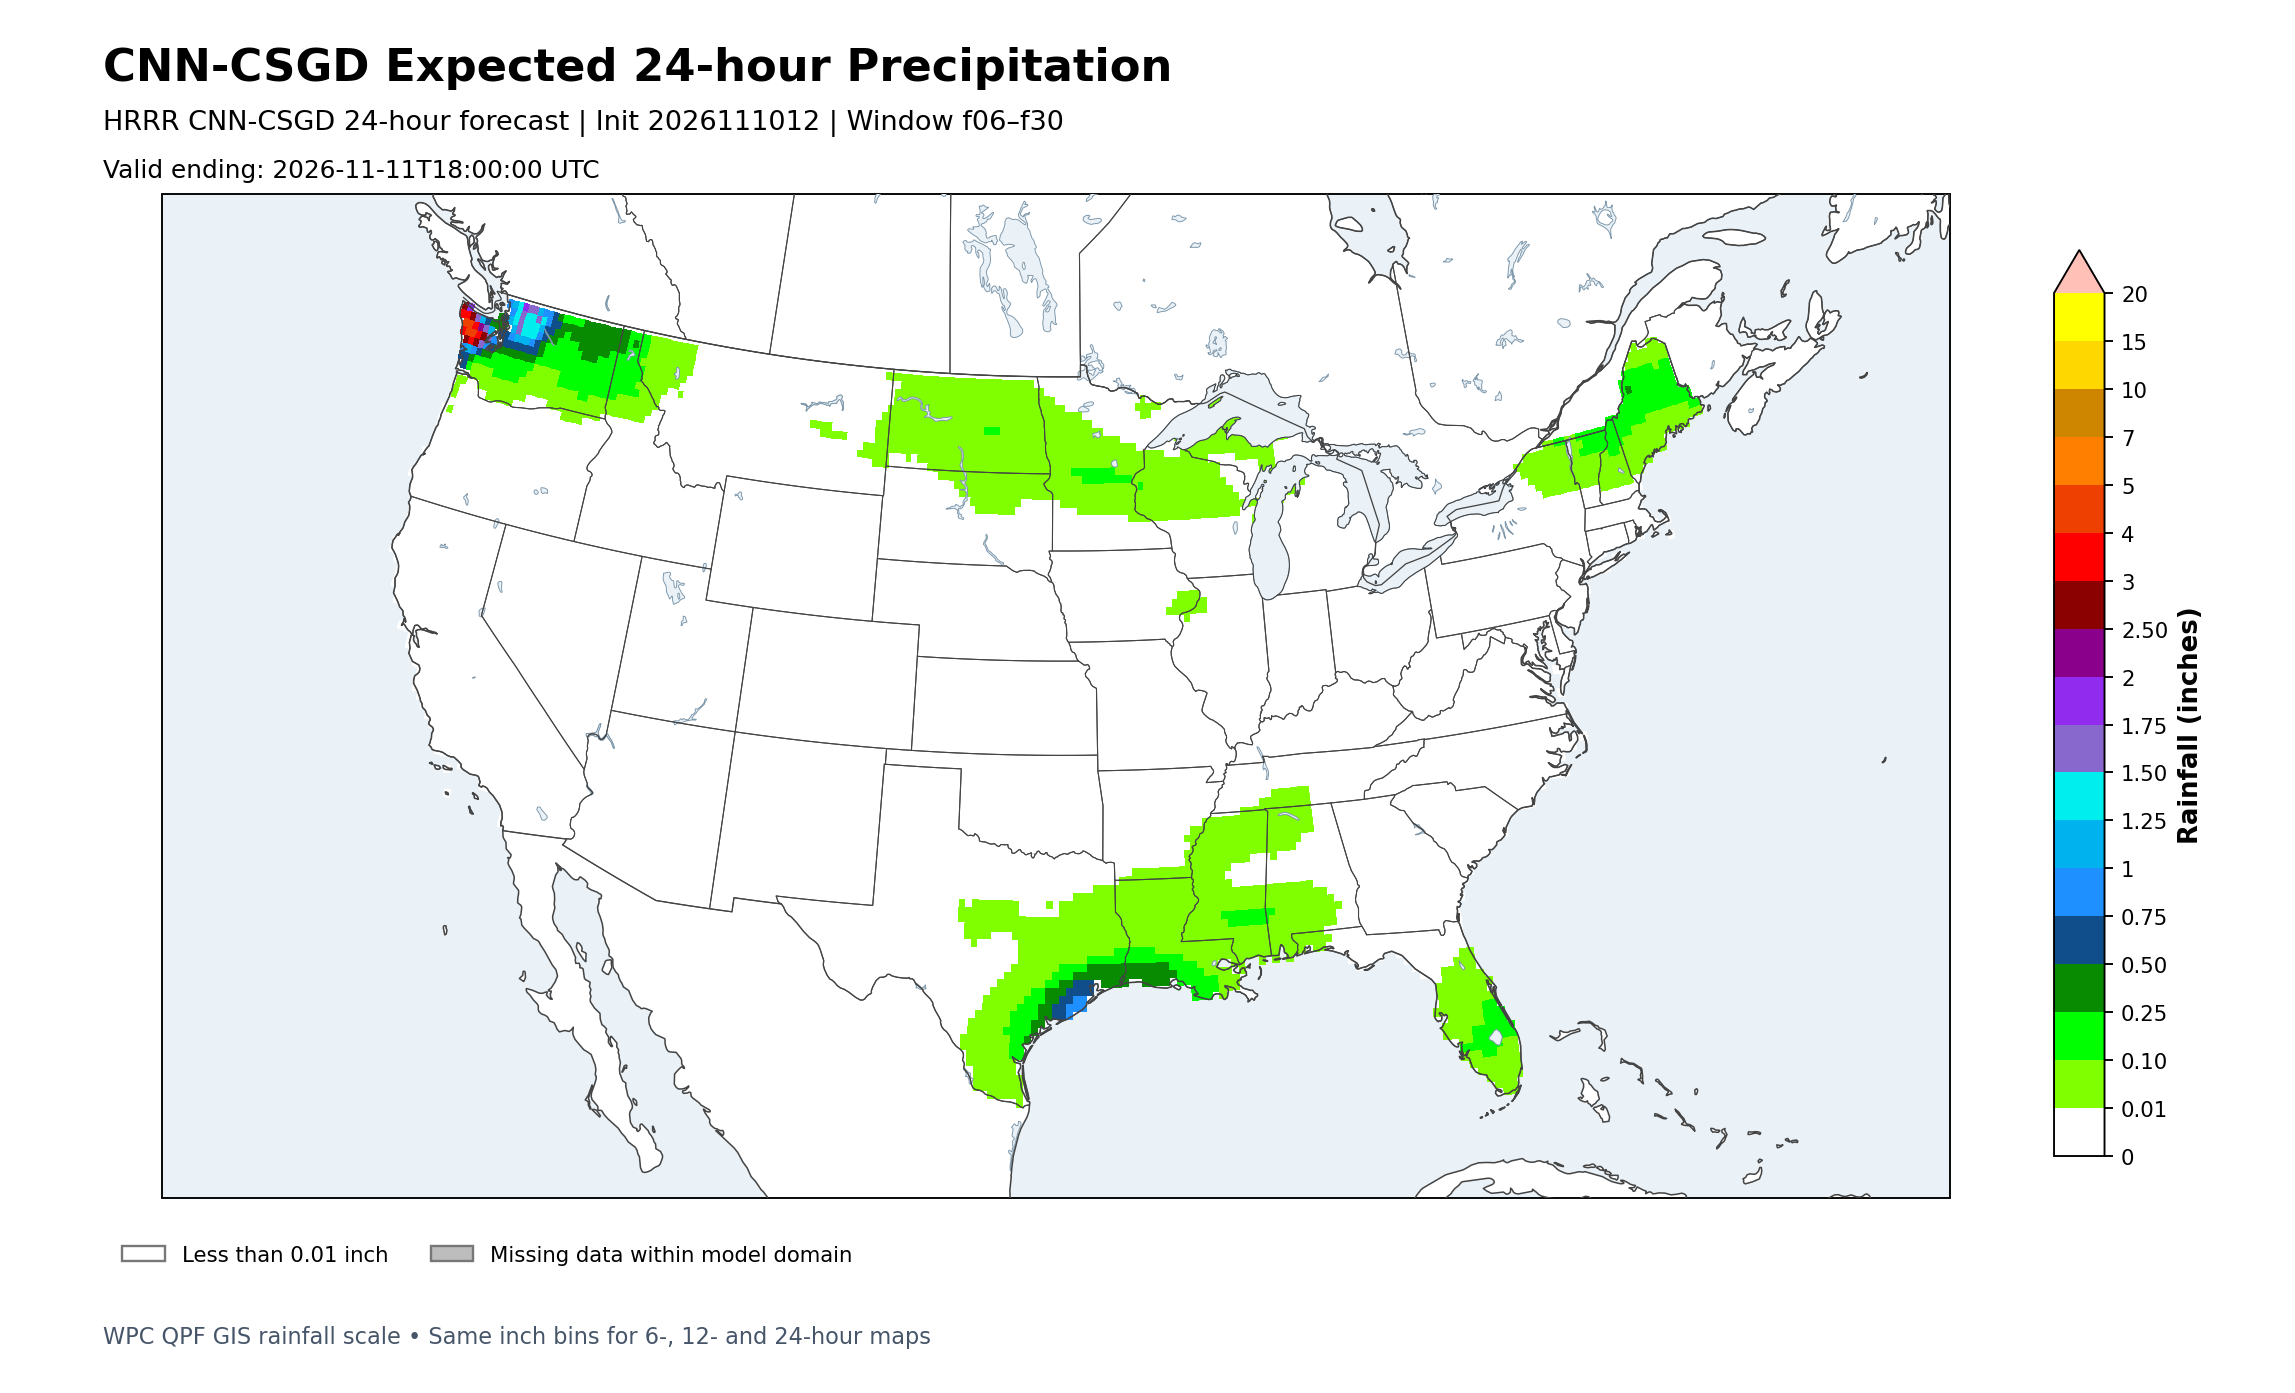 CNN-CSGD Expected 24-hour Precipitation
HRRR CNN-CSGD 24-hour forecast | Init 2026111012 | Window f06–f30
Valid ending: 2026-11-11T18:00:00 UTC
20
15
10
7
5
4
3
2.50
2
1.75
1.50
1.25
1
0.75
0.50
0.25
0.10
0.01
0
Rainfall (inches)
Less than 0.01 inch
Missing data within model domain
WPC QPF GIS rainfall scale • Same inch bins for 6-, 12- and 24-hour maps